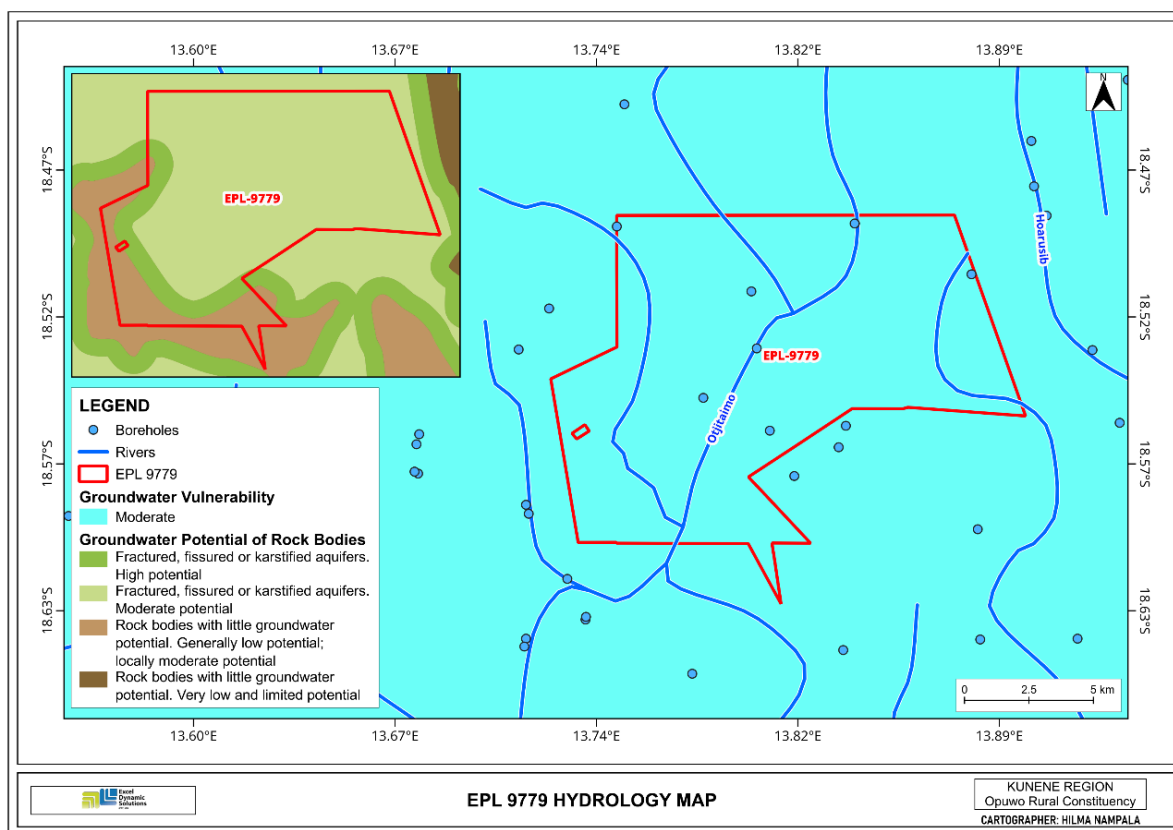 13.60°E 13.67°E 13.74°E 13.82°E 13.89°E
N
18.47°S 18.47°S
EPL-9779
Hoarusib
18.52°S 18.52°S
EPL-9779
Otjitaimo
LEGEND
Boreholes
Rivers
EPL 9779
Groundwater Vulnerability
Moderate
Groundwater Potential of Rock Bodies
Fractured, fissured or karstified aquifers.
High potential
Fractured, fissured or karstified aquifers.
Moderate potential
Rock bodies with little groundwater
potential. Generally low potential;
locally moderate potential
Rock bodies with little groundwater
potential. Very low and limited potential
18.57°S 18.57°S
18.63°S 18.63°S
0 2.5 5 km
13.60°E 13.67°E 13.74°E 13.82°E 13.89°E
Excel
Dynamic
Solutions
EPL 9779 HYDROLOGY MAP
KUNENE REGION
Opuwo Rural Constituency
CARTOGRAPHER: HILMA NAMPALA